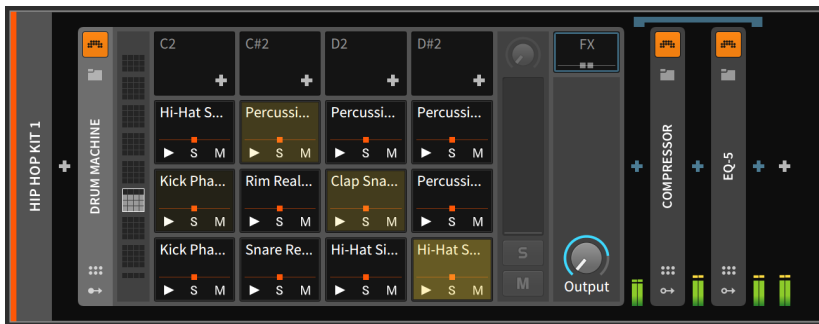 HIP HOP KIT 1
DRUM MACHINE
C2 C#2 D2 D#2
Hi-Hat S... Percussi... Percussi... Percussi...
S M S M S M S M
Kick Pha... Rim Real... Clap Sna... Percussi...
S M S M S M S M
Kick Pha... Snare Re... Hi-Hat Si... Hi-Hat S...
S M S M S M S M
S
M
FX
Output
COMPRESSOR
EQ-5